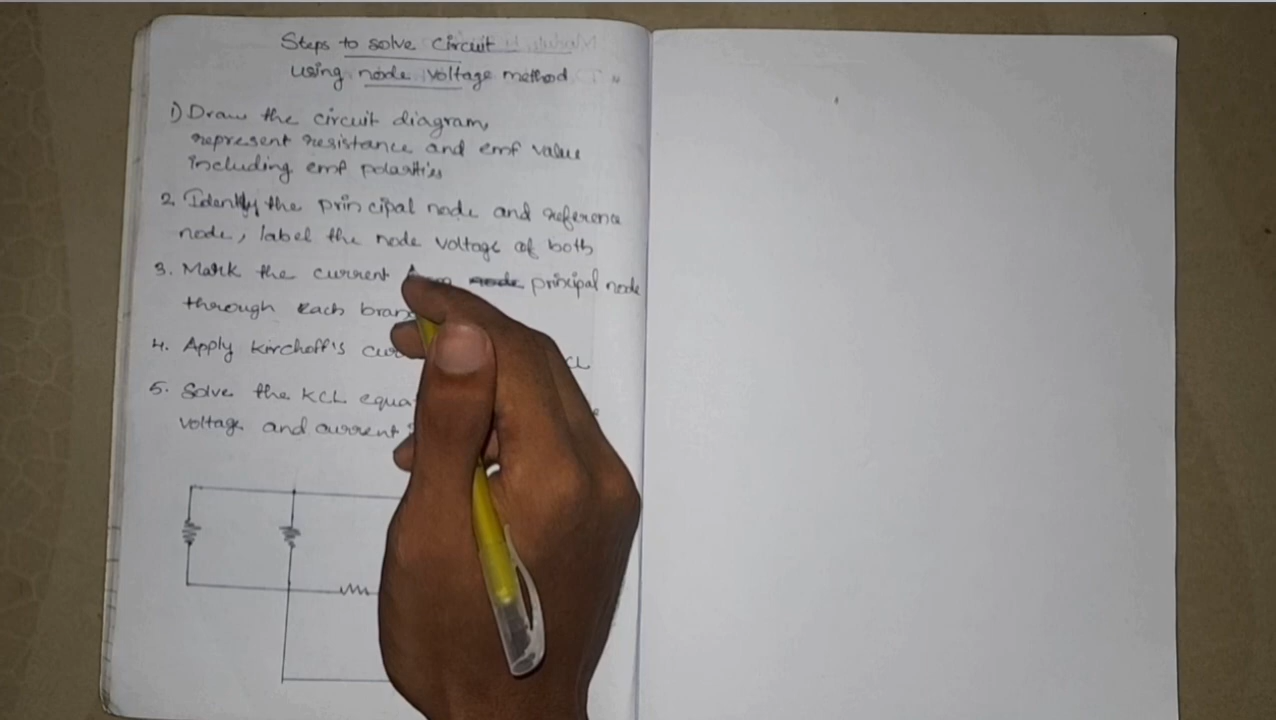 Steps to solve Circuit
using node voltage method
1) Draw the circuit diagram,
represent resistance and emf value
including emf polarities
2. Identify the principal node and reference
node, label the node voltage of both
3. Mark the current principal node
through each
4. Apply Kirchoff's
5. Solve the KCL
voltage and current